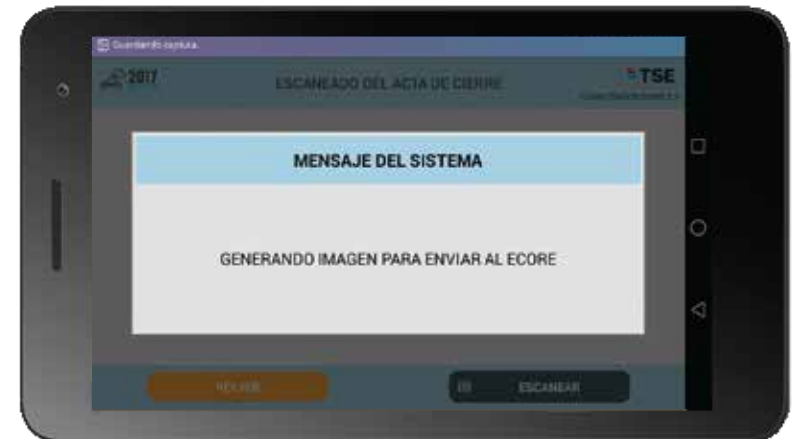 Guardando captura.
2017
ESCANEADO DEL ACTA DE CIERRE
TSE
MENSAJE DEL SISTEMA
GENERANDO IMAGEN PARA ENVIAR AL ECORE
ESCANEAR